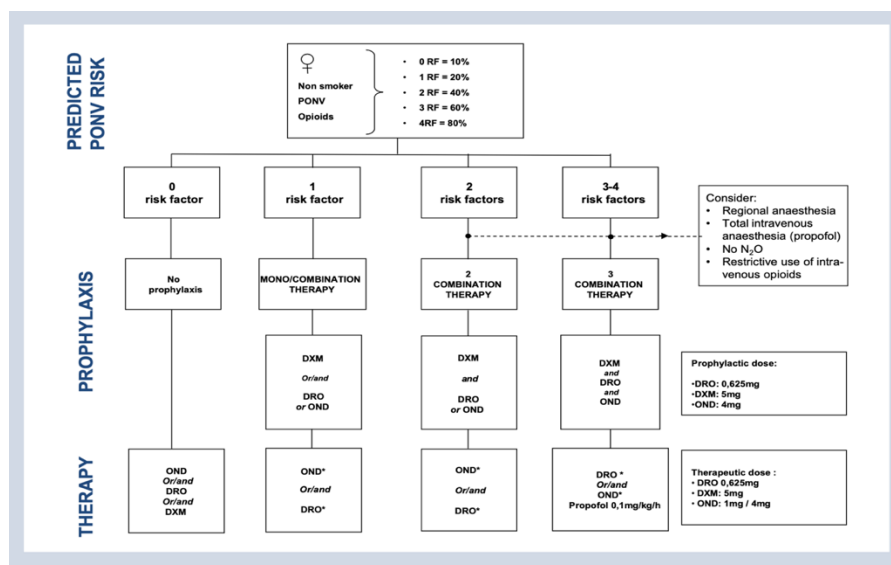 PREDICTED
PONV RISK
♀
Non smoker
PONV
Opioids
• 0 RF = 10%
• 1 RF = 20%
• 2 RF = 40%
• 3 RF = 60%
• 4RF = 80%
0
risk factor
1
risk factor
2
risk factors
3-4
risk factors
Consider:
• Regional anaesthesia
• Total intravenous
anaesthesia (propofol)
• No N₂O
• Restrictive use of intra-
venous opioids
PROPHYLAXIS
No
prophylaxis
MONO/COMBINATION
THERAPY
2
COMBINATION
THERAPY
3
COMBINATION
THERAPY
DXM
Or/and
DRO
or OND
DXM
and
DRO
or OND
DXM
and
DRO
and
OND
Prophylactic dose:
•DRO: 0,625mg
•DXM: 5mg
•OND: 4mg
THERAPY
OND
Or/and
DRO
Or/and
DXM
OND*
Or/and
DRO*
OND*
Or/and
DRO*
DRO *
Or/and
OND*
Propofol 0,1mg/kg/h
Therapeutic dose :
• DRO 0,625mg
• DXM: 5mg
• OND: 1mg / 4mg